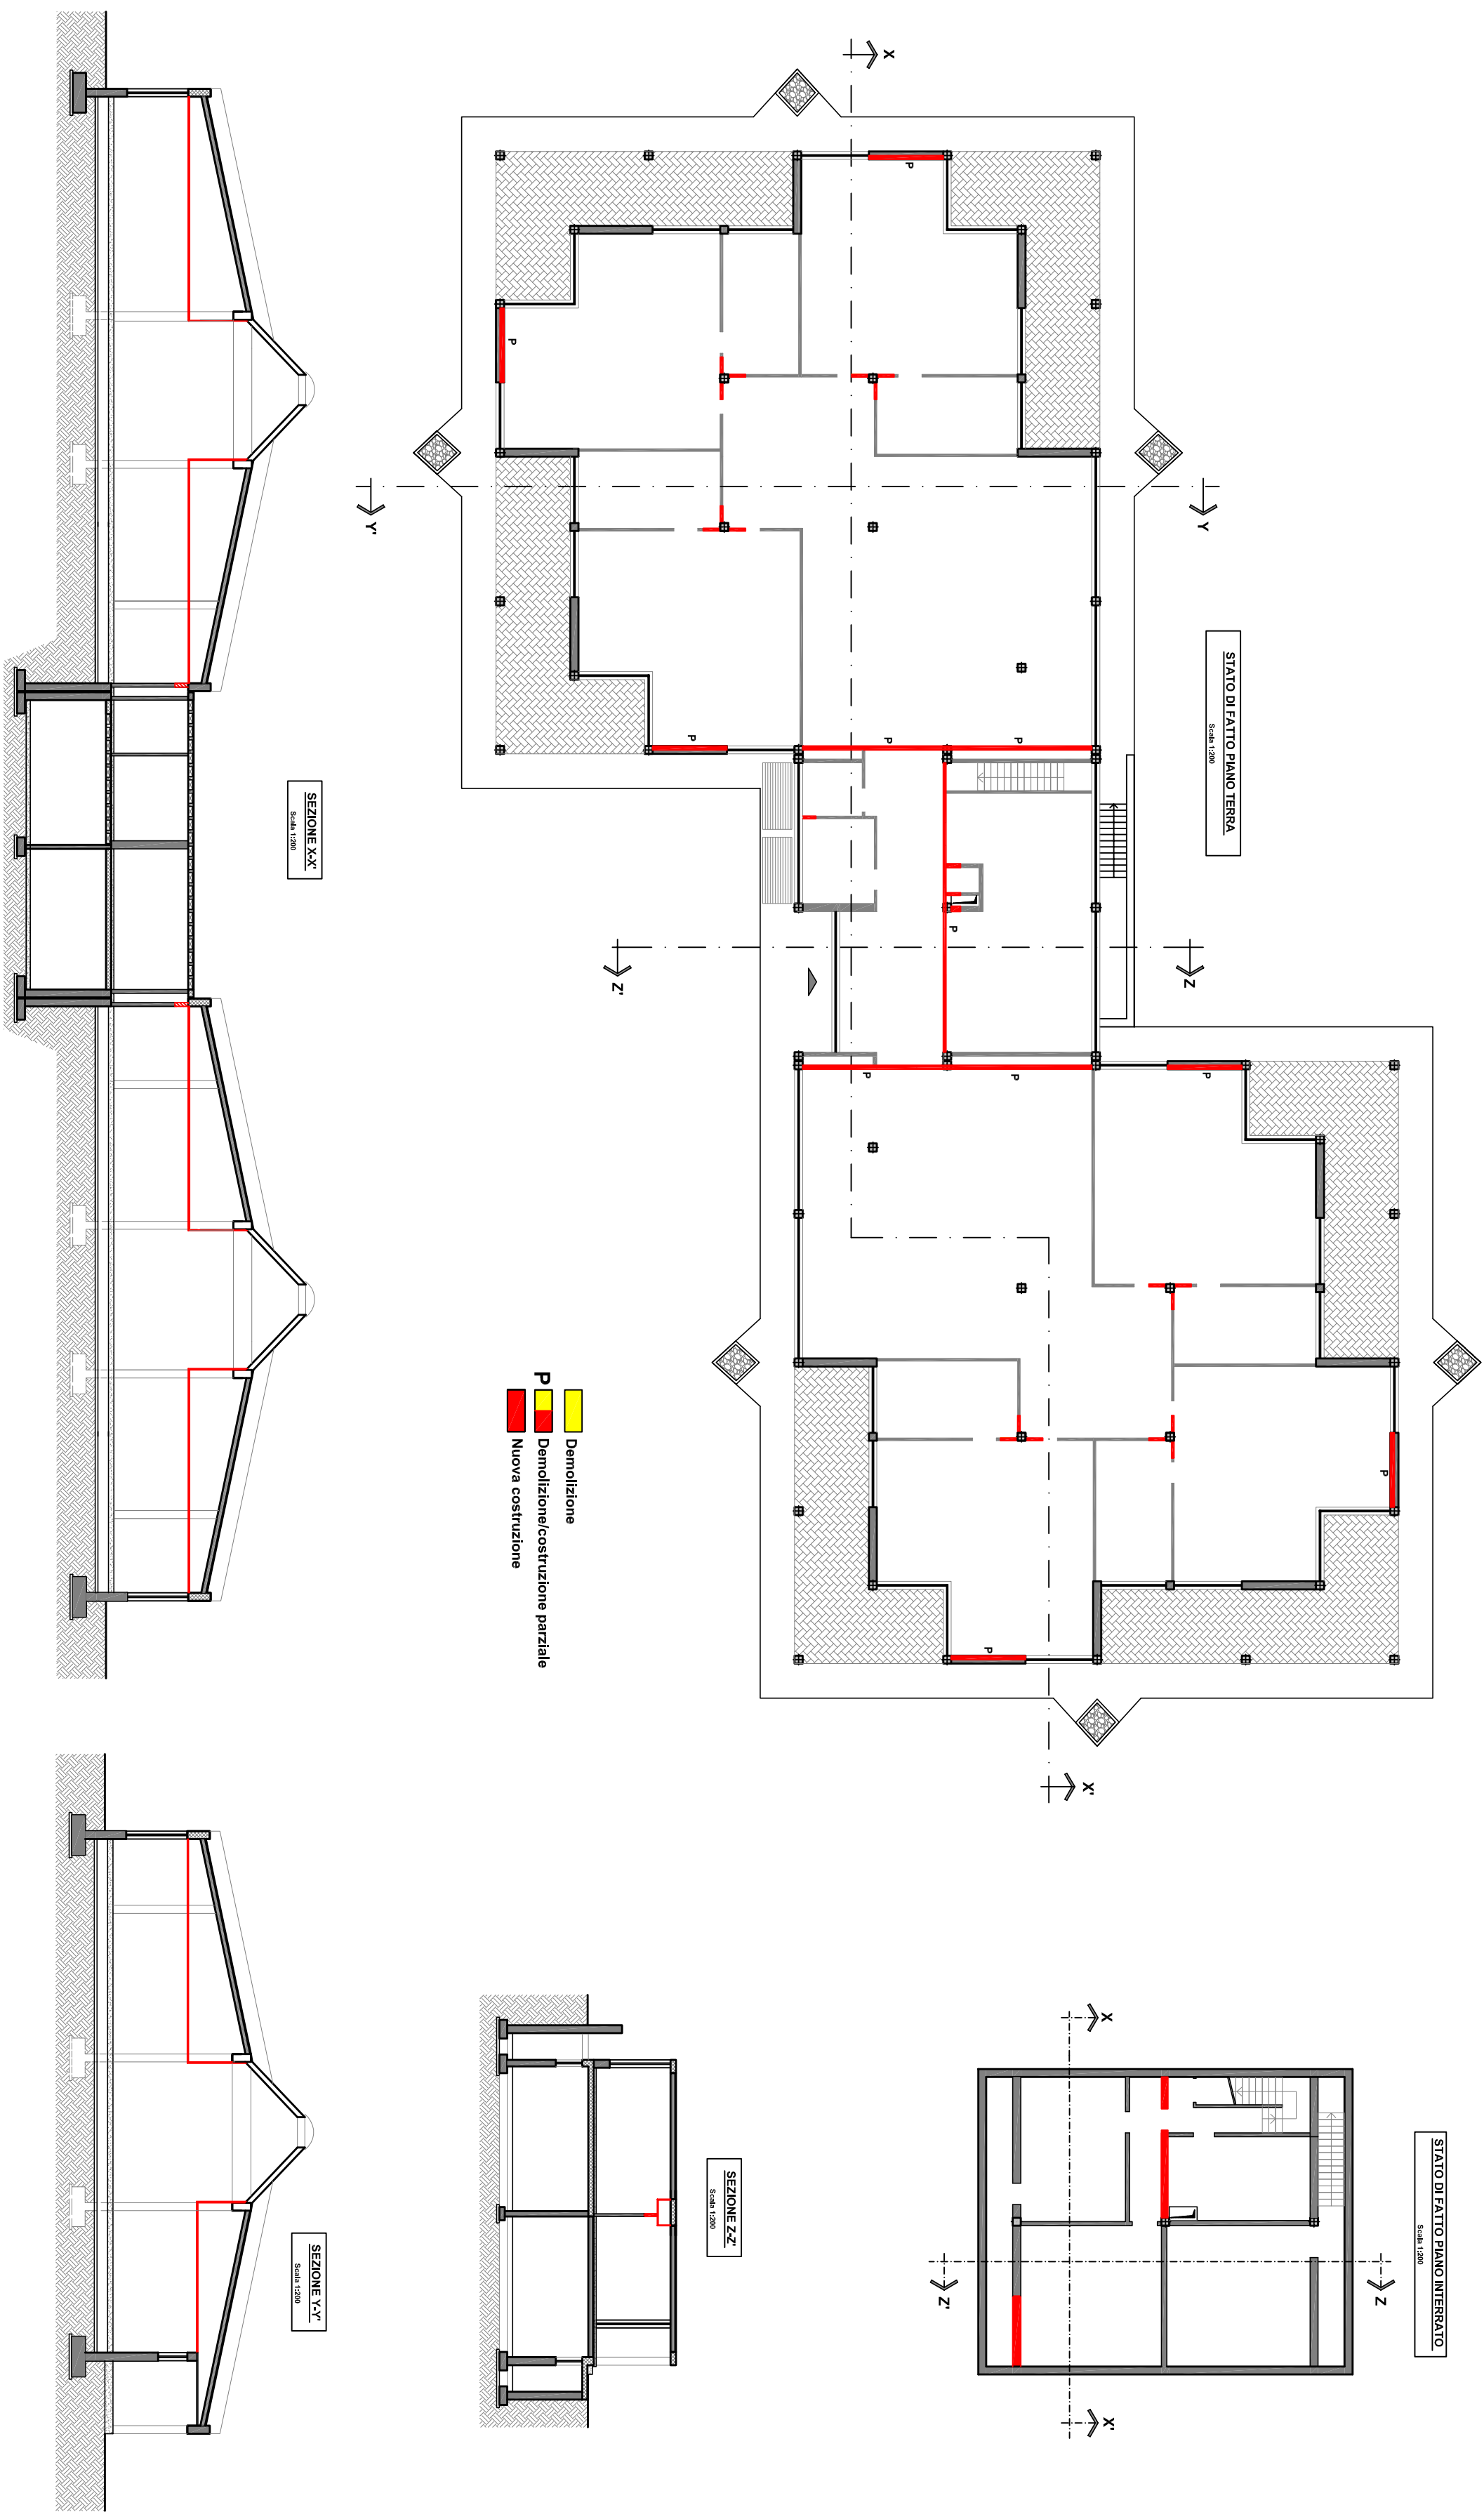 STATO DI FATTO PIANO TERRA
Scala 1:200
X
X'
Y
Y'
Z
Z'
P
P
P
P
P
P
P
P
P
P
P
STATO DI FATTO PIANO INTERRATO
Scala 1:200
X
X'
Z
Z'
Demolizione
P Demolizione/costruzione parziale
Nuova costruzione
SEZIONE X-X'
Scala 1:200
SEZIONE Z-Z'
Scala 1:200
SEZIONE Y-Y'
Scala 1:200